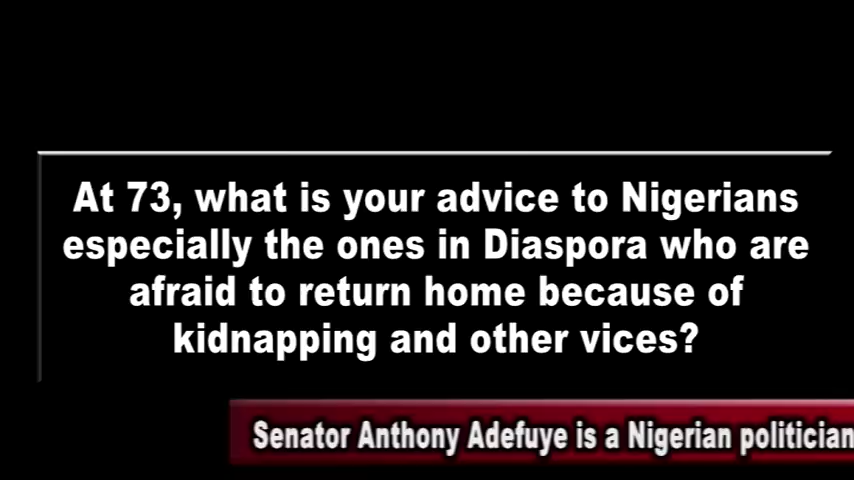 At 73, what is your advice to Nigerians
especially the ones in Diaspora who are
afraid to return home because of
kidnapping and other vices?
Senator Anthony Adefuye is a Nigerian politician